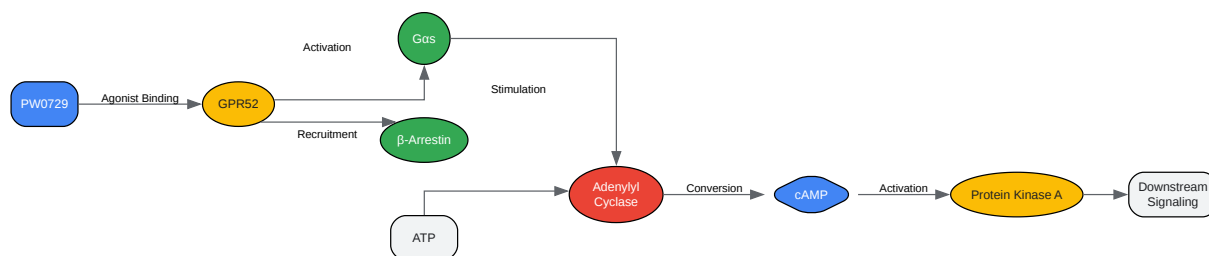 Gαs
Activation
Stimulation
PW0729
Agonist Binding
GPR52
Recruitment
β-Arrestin
Adenylyl
Cyclase
Conversion
cAMP
Activation
Protein Kinase A
Downstream
Signaling
ATP